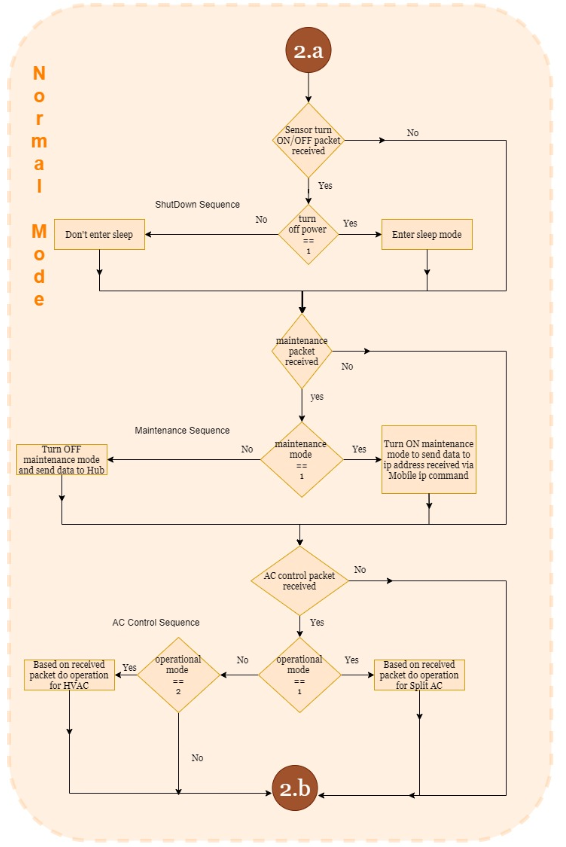 2.a
Normal Mode
Sensor turn
ON/OFF packet
received
No
Yes
ShutDown Sequence
No
turn
off power
==
1
Yes
Don't enter sleep
Enter sleep mode
maintenance
packet
received
No
yes
Maintenance Sequence
No
maintenance
mode
==
1
Yes
Turn OFF
maintenance mode
and send data to Hub
Turn ON maintenance
mode to send data to
ip address received via
Mobile ip command
AC control packet
received
No
Yes
AC Control Sequence
Based on received
packet do operation
for HVAC
Yes
operational
mode
==
2
No
operational
mode
==
1
Yes
Based on received
packet do operation
for Split AC
No
2.b